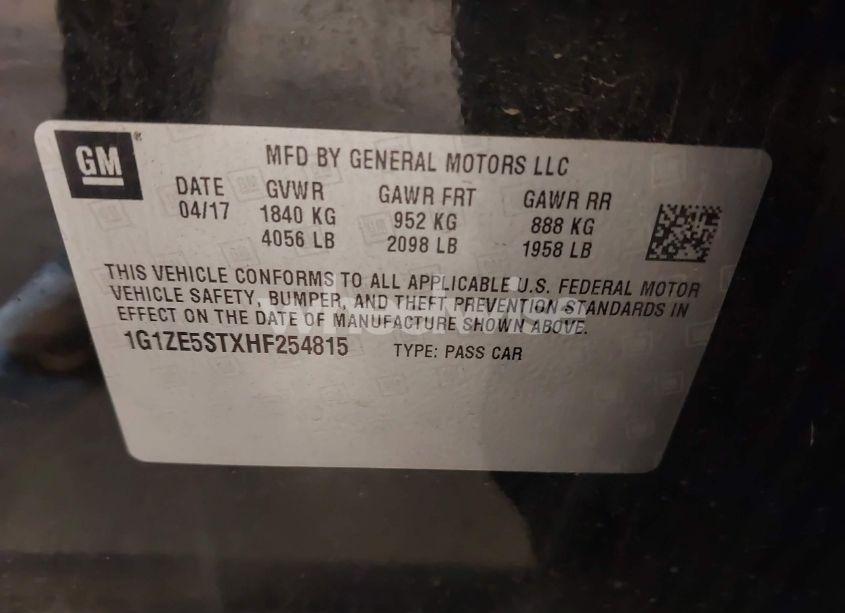 GM
MFD BY GENERAL MOTORS LLC
DATE GVWR GAWR FRT GAWR RR
04/17 1840 KG 952 KG 888 KG
4056 LB 2098 LB 1958 LB
THIS VEHICLE CONFORMS TO ALL APPLICABLE U.S. FEDERAL MOTOR
VEHICLE SAFETY, BUMPER, AND THEFT PREVENTION STANDARDS IN
EFFECT ON THE DATE OF MANUFACTURE SHOWN ABOVE.
1G1ZE5STXHF254815 TYPE: PASS CAR